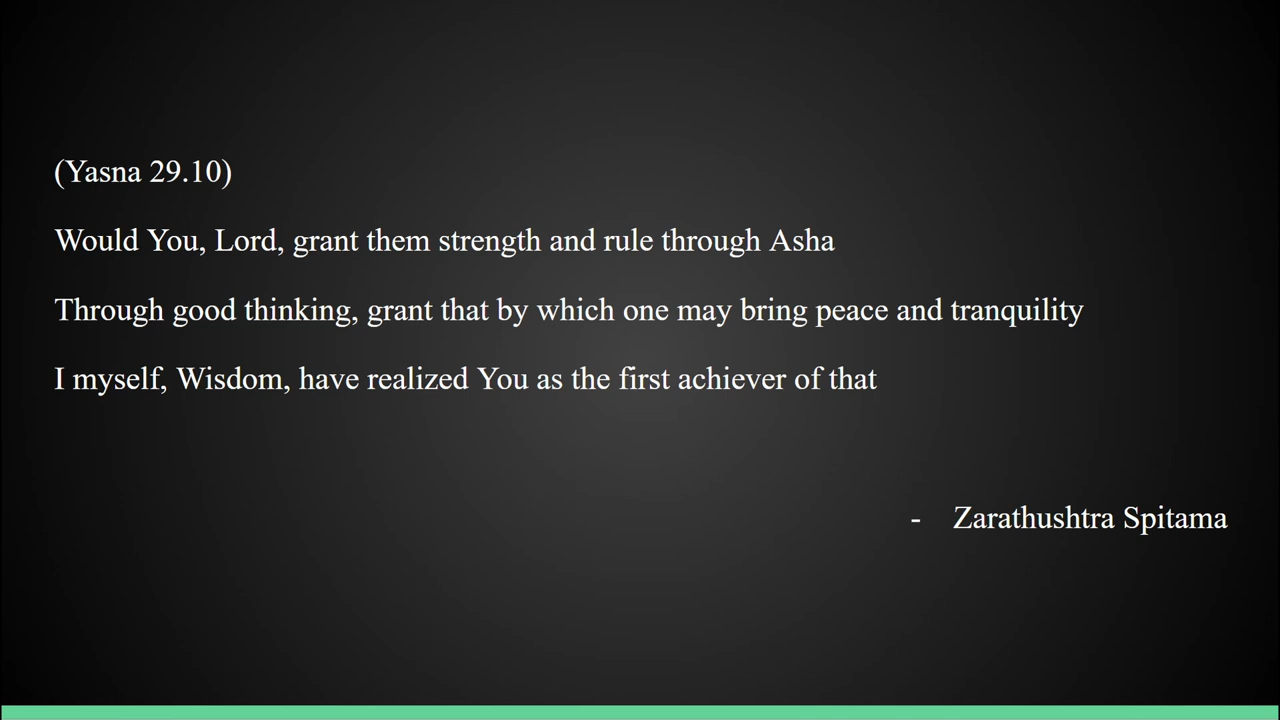 (Yasna 29.10)
Would You, Lord, grant them strength and rule through Asha
Through good thinking, grant that by which one may bring peace and tranquility
I myself, Wisdom, have realized You as the first achiever of that
- Zarathushtra Spitama